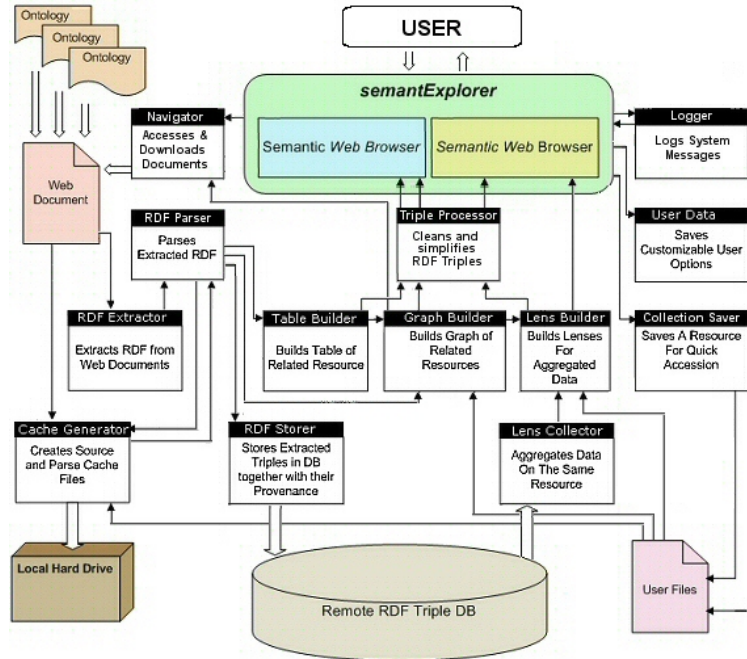 Ontology
Ontology
Ontology
USER
semantExplorer
Semantic Web Browser
Semantic Web Browser
Navigator
Accesses &
Downloads
Documents
Logger
Logs System
Messages
Web
Document
RDF Parser
Parses
Extracted RDF
Triple Processor
Cleans and
simplifies
RDF Triples
User Data
Saves
Customizable User
Options
RDF Extractor
Extracts RDF from
Web Documents
Table Builder
Builds Table of
Related Resource
Graph Builder
Builds Graph of
Related
Resources
Lens Builder
Builds Lenses
For
Aggregated
Data
Collection Saver
Saves A Resource
For Quick
Accession
Cache Generator
Creates Source
and Parse Cache
Files
RDF Storer
Stores Extracted
Triples in DB
together with their
Provenance
Lens Collector
Aggregates Data
On The Same
Resource
Local Hard Drive
Remote RDF Triple DB
User Files